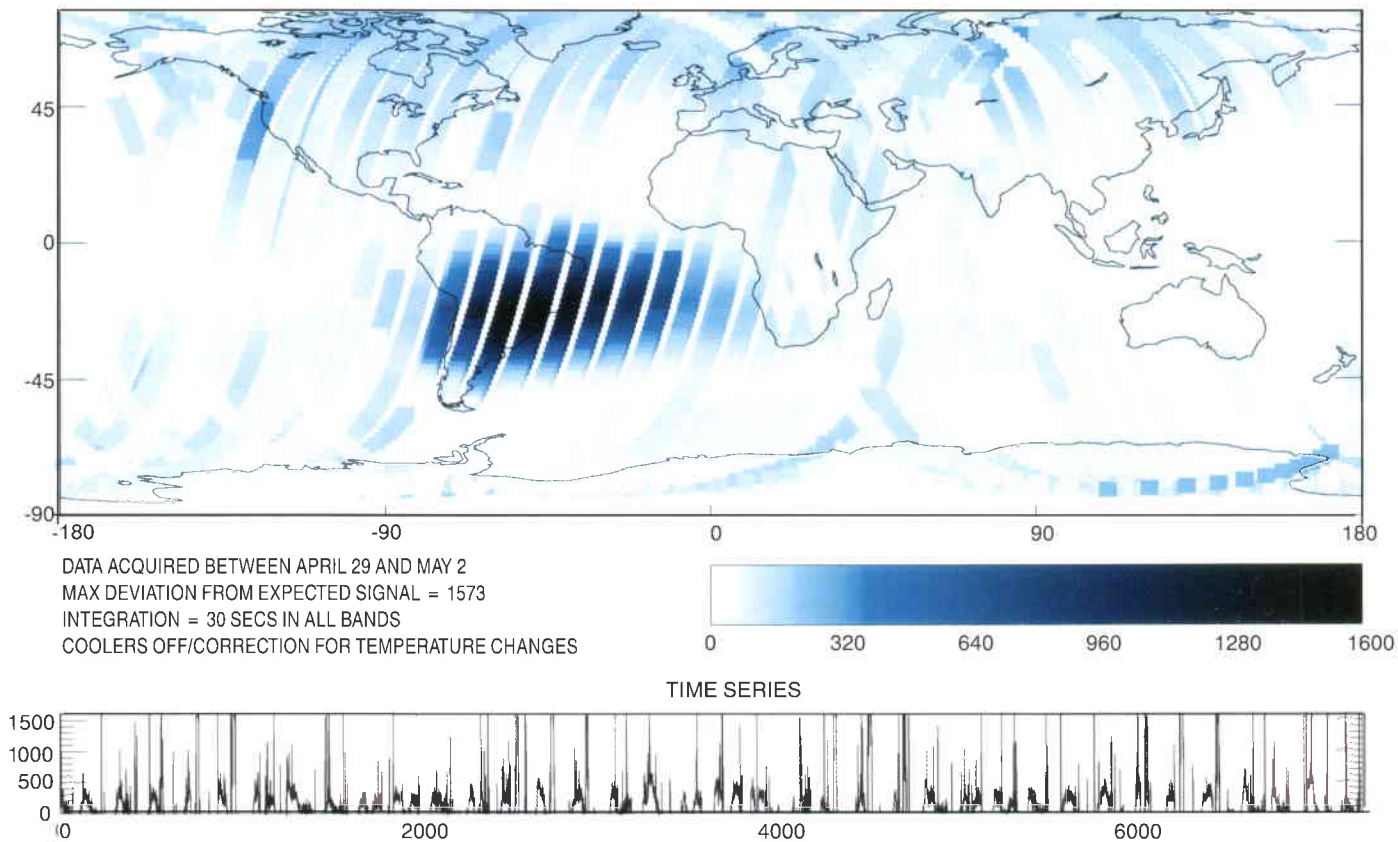 45
0
-45
-90
-180 -90 0 90 180
DATA ACQUIRED BETWEEN APRIL 29 AND MAY 2
MAX DEVIATION FROM EXPECTED SIGNAL = 1573
INTEGRATION = 30 SECS IN ALL BANDS
COOLERS OFF/CORRECTION FOR TEMPERATURE CHANGES
0 320 640 960 1280 1600
TIME SERIES
1500
1000
500
0
0 2000 4000 6000